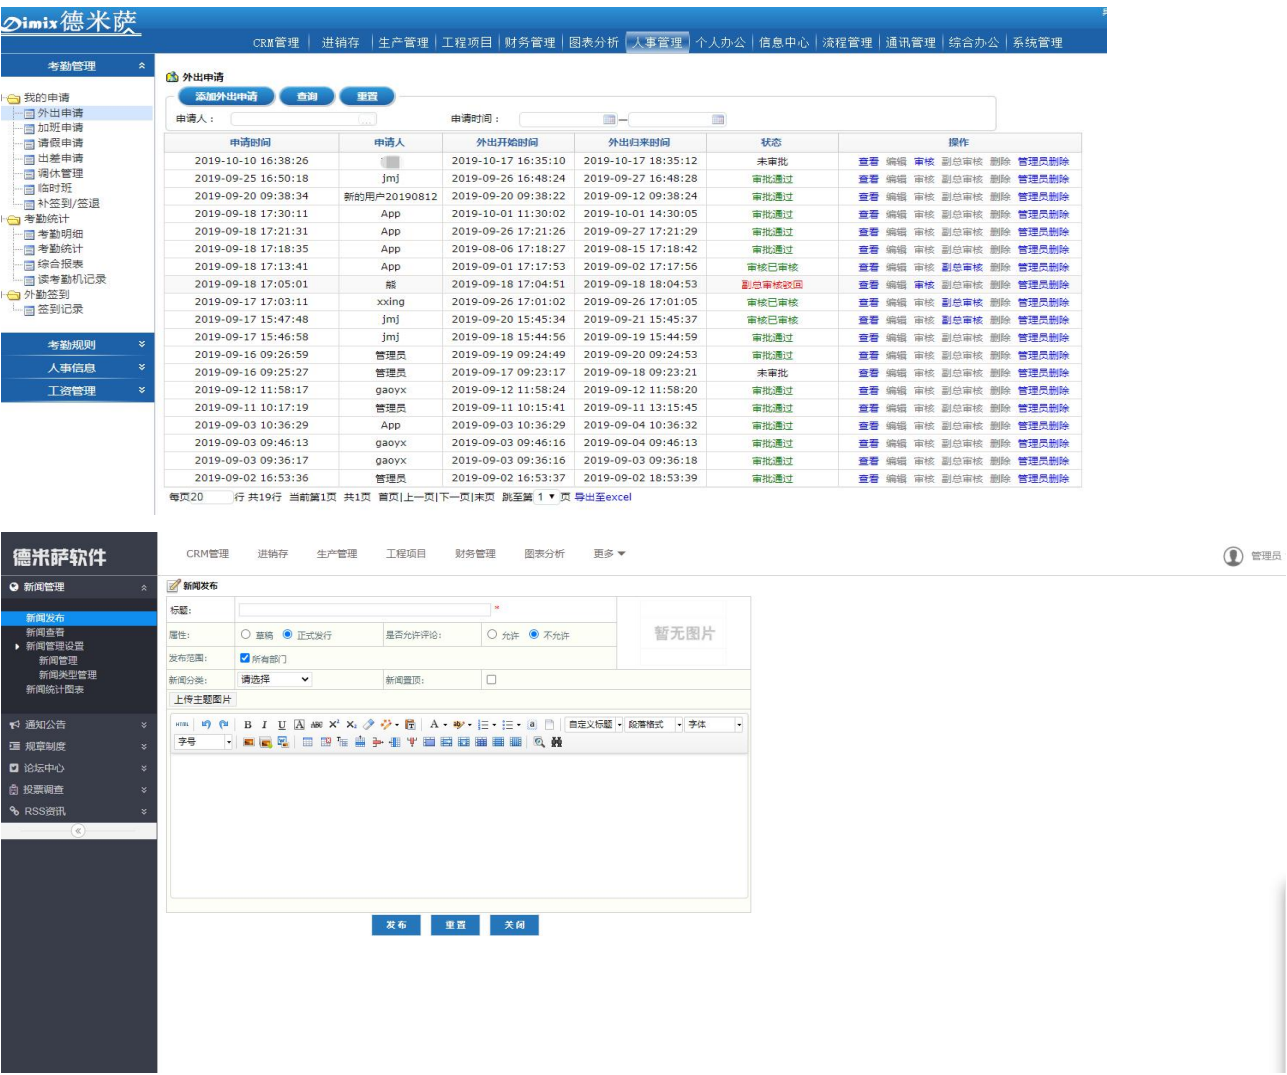 Dimix德米萨
CRM管理 进销存 生产管理 工程项目 财务管理 图表分析 人事管理 个人办公 信息中心 流程管理 通讯管理 综合办公 系统管理
考勤管理
我的申请
外出申请
加班申请
请假申请
出差申请
调休管理
临时班
补签到/签退
考勤统计
考勤明细
考勤统计
综合报表
读考勤机记录
外勤签到
签到记录
考勤规则
人事信息
工资管理
外出申请
添加外出申请 查询 重置
申请人： ... 申请时间： —
申请时间 申请人 外出开始时间 外出归来时间 状态 操作
2019-10-10 16:38:26 2019-10-17 16:35:10 2019-10-17 18:35:12 未审批 查看 编辑 审核 副总审核 删除 管理员删除
2019-09-25 16:50:18 jmj 2019-09-26 16:48:24 2019-09-27 16:48:28 审批通过 查看 编辑 审核 副总审核 删除 管理员删除
2019-09-20 09:38:34 新的用户20190812 2019-09-20 09:38:22 2019-09-12 09:38:24 审批通过 查看 编辑 审核 副总审核 删除 管理员删除
2019-09-18 17:30:11 App 2019-10-01 11:30:02 2019-10-01 14:30:05 审批通过 查看 编辑 审核 副总审核 删除 管理员删除
2019-09-18 17:21:31 App 2019-09-26 17:21:26 2019-09-27 17:21:29 审批通过 查看 编辑 审核 副总审核 删除 管理员删除
2019-09-18 17:18:35 App 2019-08-06 17:18:27 2019-08-15 17:18:42 审批通过 查看 编辑 审核 副总审核 删除 管理员删除
2019-09-18 17:13:41 App 2019-09-01 17:17:53 2019-09-02 17:17:56 审核已审核 查看 编辑 审核 副总审核 删除 管理员删除
2019-09-18 17:05:01 熊 2019-09-18 17:04:51 2019-09-18 18:04:53 副总审核驳回 查看 编辑 审核 副总审核 删除 管理员删除
2019-09-17 17:03:11 xxing 2019-09-26 17:01:02 2019-09-26 17:01:05 审核已审核 查看 编辑 审核 副总审核 删除 管理员删除
2019-09-17 15:47:48 jmj 2019-09-20 15:45:34 2019-09-21 15:45:37 审核已审核 查看 编辑 审核 副总审核 删除 管理员删除
2019-09-17 15:46:58 jmj 2019-09-18 15:44:56 2019-09-19 15:44:59 审批通过 查看 编辑 审核 副总审核 删除 管理员删除
2019-09-16 09:26:59 管理员 2019-09-19 09:24:49 2019-09-20 09:24:53 审批通过 查看 编辑 审核 副总审核 删除 管理员删除
2019-09-16 09:25:27 管理员 2019-09-17 09:23:17 2019-09-18 09:23:21 未审批 查看 编辑 审核 副总审核 删除 管理员删除
2019-09-12 11:58:17 gaoyx 2019-09-12 11:58:24 2019-09-12 11:58:20 审批通过 查看 编辑 审核 副总审核 删除 管理员删除
2019-09-11 10:17:19 管理员 2019-09-11 10:15:41 2019-09-11 13:15:45 审批通过 查看 编辑 审核 副总审核 删除 管理员删除
2019-09-03 10:36:29 App 2019-09-03 10:36:29 2019-09-04 10:36:32 审批通过 查看 编辑 审核 副总审核 删除 管理员删除
2019-09-03 09:46:13 gaoyx 2019-09-03 09:46:16 2019-09-04 09:46:13 审批通过 查看 编辑 审核 副总审核 删除 管理员删除
2019-09-03 09:36:17 gaoyx 2019-09-03 09:36:16 2019-09-03 09:36:18 审批通过 查看 编辑 审核 副总审核 删除 管理员删除
2019-09-02 16:53:36 管理员 2019-09-02 16:53:37 2019-09-02 18:53:39 审批通过 查看 编辑 审核 副总审核 删除 管理员删除
每页20 行 共19行 当前第1页 共1页 首页|上一页|下一页|末页 跳至第 1 页 导出至excel
德米萨软件
CRM管理 进销存 生产管理 工程项目 财务管理 图表分析 更多 管理员
新闻管理
新闻发布
新闻查看
新闻管理设置
新闻管理
新闻类型管理
新闻统计图表
通知公告
规章制度
论坛中心
投票调查
RSS资讯
新闻发布
标题: *
暂无图片
属性: 草稿 正式发行 是否允许评论: 允许 不允许
发布范围: 所有部门
新闻分类: 请选择 新闻置顶:
上传主题图片
HTML B I U A ABC X² X₂ A 自定义标题 段落格式 字体
字号
发布 重置 关闭